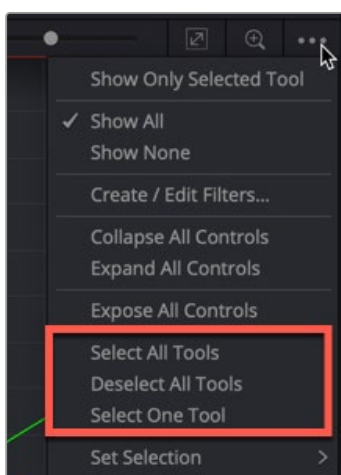 Show Only Selected Tool
Show All
Show None
Create / Edit Filters...
Collapse All Controls
Expand All Controls
Expose All Controls
Select All Tools
Deselect All Tools
Select One Tool
Set Selection